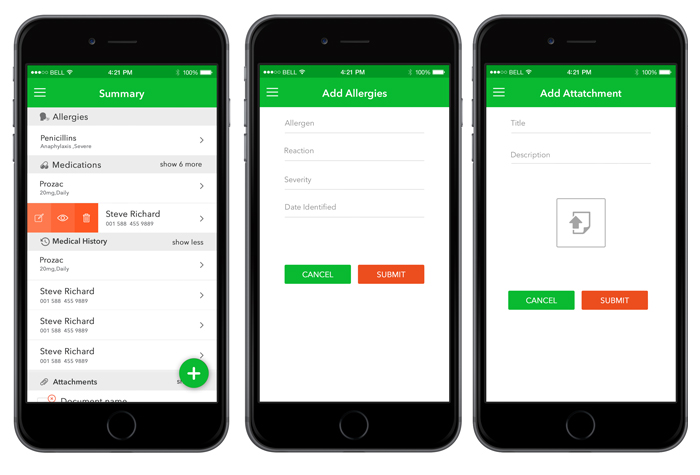 BELL 4:21 PM 100%
Summary
Allergies
Penicillins
Anaphylaxis ,Severe
Medications show 6 more
Prozac
20mg,Daily
Steve Richard
001 588 455 9889
Medical History show less
Prozac
20mg,Daily
Steve Richard
001 588 455 9889
Steve Richard
001 588 455 9889
Steve Richard
001 588 455 9889
Attachments
Document name
BELL 4:21 PM 100%
Add Allergies
Allergen
Reaction
Severity
Date Identified
CANCEL SUBMIT
BELL 4:21 PM 100%
Add Attatchment
Title
Description
CANCEL SUBMIT